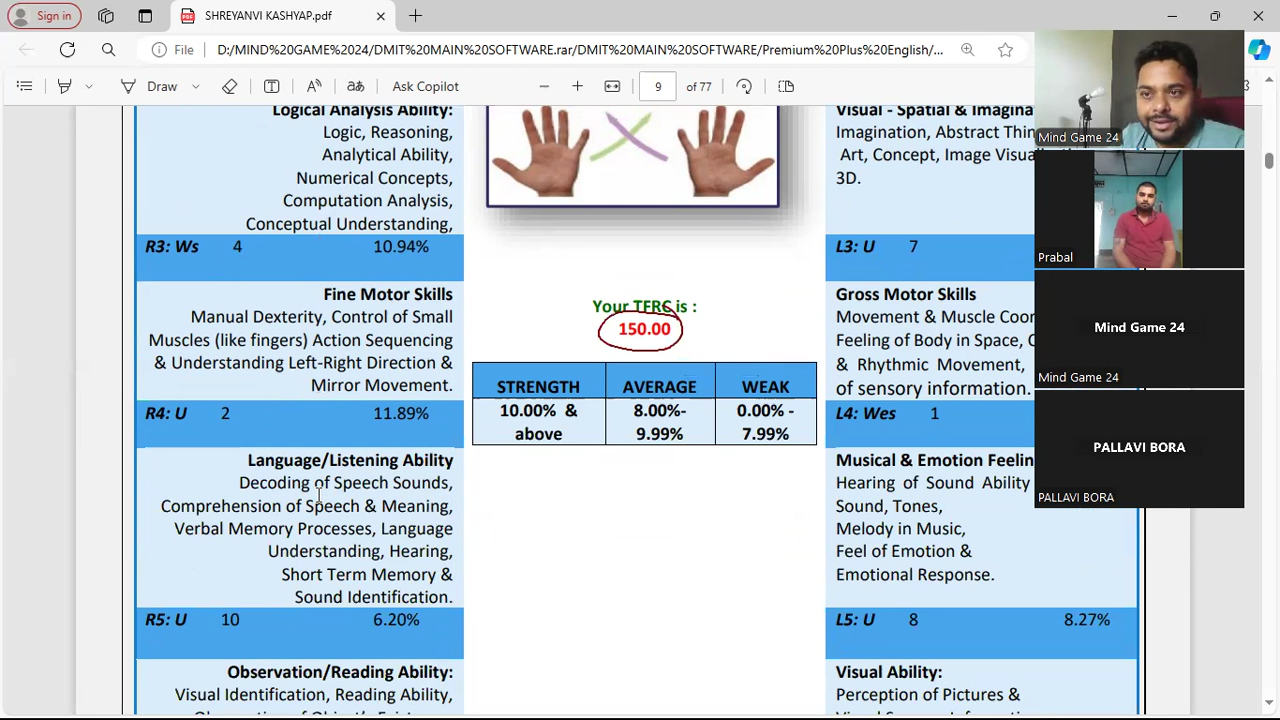 Sign in
SHREYANVI KASHYAP.pdf
File
D:/MIND%20GAME%202024/DMIT%20MAIN%20SOFTWARE.rar/DMIT%20MAIN%20SOFTWARE/Premium%20Plus%20English/...
Draw
Ask Copilot
9 of 77
Logical Analysis Ability:
Logic, Reasoning,
Analytical Ability,
Numerical Concepts,
Computation Analysis,
Conceptual Understanding,
R3: Ws 4 10.94%
Fine Motor Skills
Manual Dexterity, Control of Small
Muscles (like fingers) Action Sequencing
& Understanding Left-Right Direction &
Mirror Movement.
R4: U 2 11.89%
Language/Listening Ability
Decoding of Speech Sounds,
Comprehension of Speech & Meaning,
Verbal Memory Processes, Language
Understanding, Hearing,
Short Term Memory &
Sound Identification.
R5: U 10 6.20%
Observation/Reading Ability:
Visual Identification, Reading Ability,
Your TFRC is :
150.00
STRENGTH AVERAGE WEAK
10.00% & above 8.00%- 9.99% 0.00% - 7.99%
Visual - Spatial &
Imagination, Abstract
Art, Concept, Image
3D.
L3: U 7
Gross Motor Skills
Movement & Muscle
Feeling of Body in Space,
& Rhythmic Movement,
of sensory information.
L4: Wes 1
Musical & Emotion
Hearing of Sound Ability
Sound, Tones,
Melody in Music,
Feel of Emotion &
Emotional Response.
L5: U 8 8.27%
Visual Ability:
Perception of Pictures &
Mind Game 24
Prabal
Mind Game 24
Mind Game 24
PALLAVI BORA
PALLAVI BORA